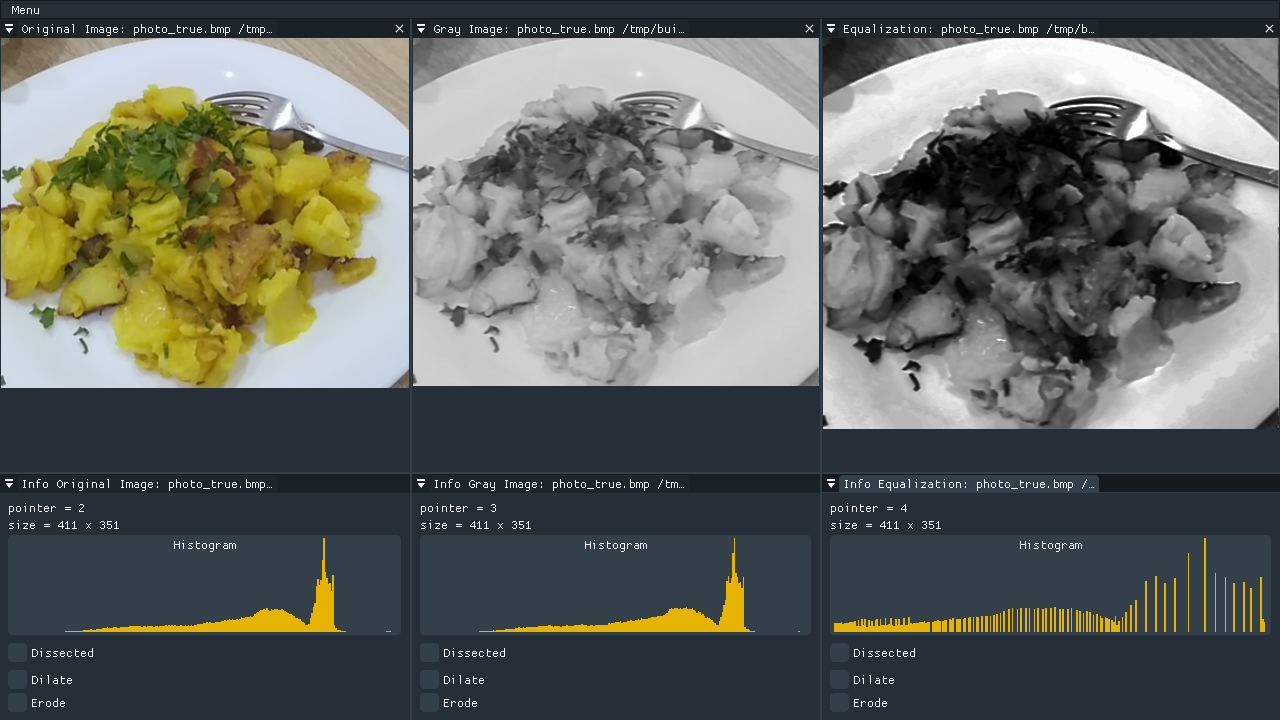 Menu
Original Image: photo_true.bmp /tmp…
Gray Image: photo_true.bmp /tmp/bui…
Equalization: photo_true.bmp /tmp/b…
Info Original Image: photo_true.bmp…
pointer = 2
size = 411 x 351
Histogram
Dissected
Dilate
Erode
Info Gray Image: photo_true.bmp /tm…
pointer = 3
size = 411 x 351
Histogram
Dissected
Dilate
Erode
Info Equalization: photo_true.bmp /…
pointer = 4
size = 411 x 351
Histogram
Dissected
Dilate
Erode